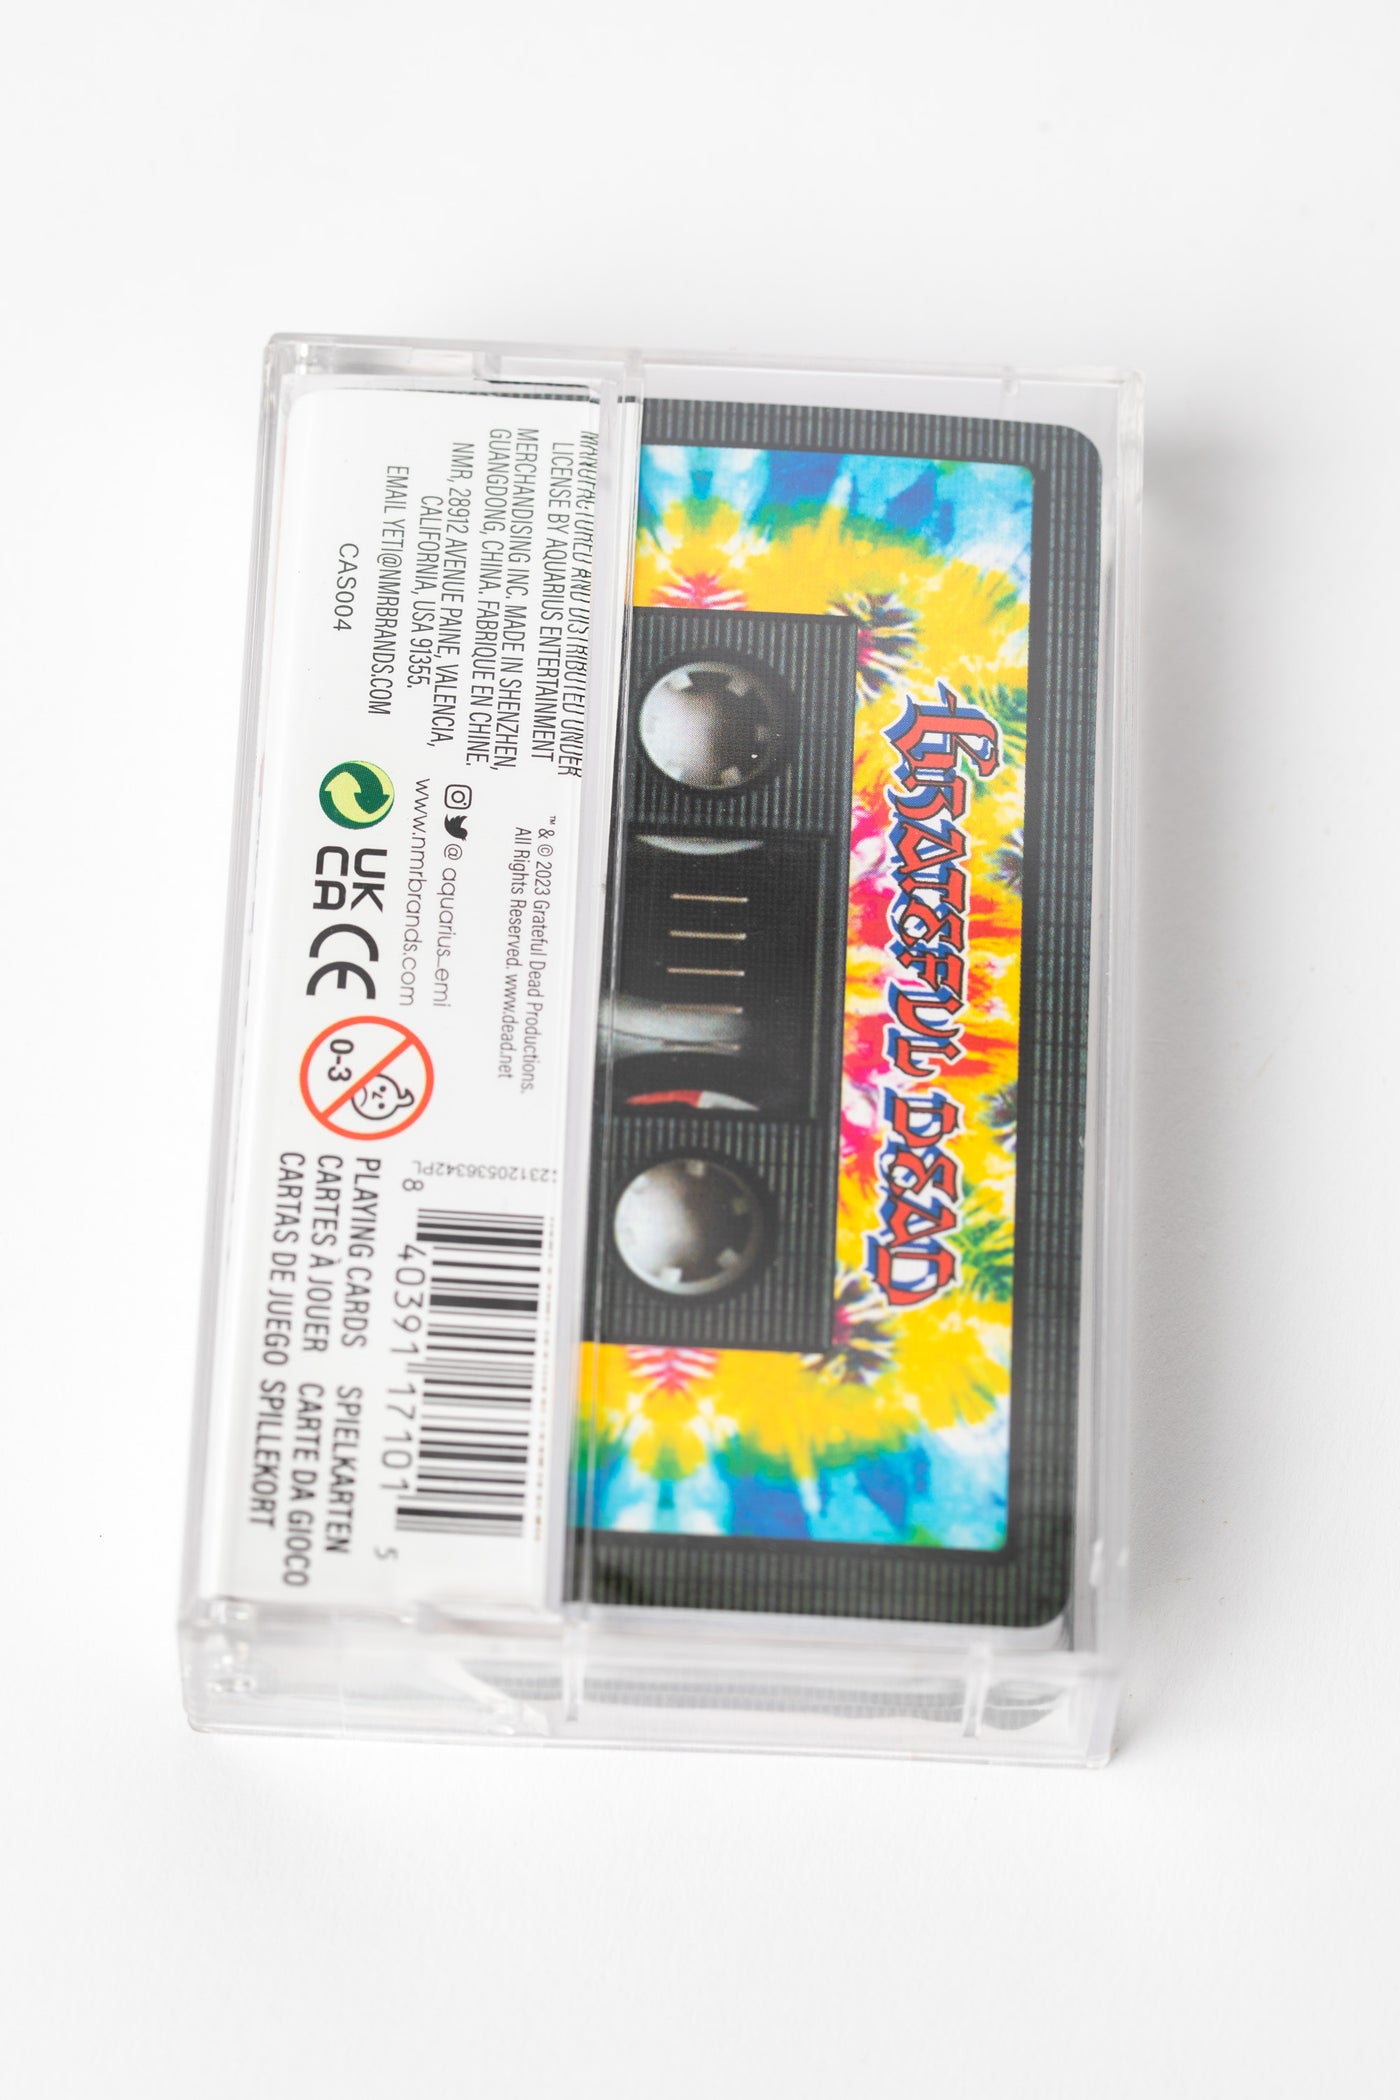 GRATEFUL DEAD
MANUFACTURED AND DISTRIBUTED UNDER
LICENSE BY AQUARIUS ENTERTAINMENT
MERCHANDISING INC. MADE IN SHENZHEN,
GUANGDONG, CHINA. FABRIQUE EN CHINE.
NMR, 28912 AVENUE PAINE, VALENCIA,
CALIFORNIA, USA 91355.
EMAIL YETI@NMRBRANDS.COM
CAS004
™ & © 2023 Grateful Dead Productions.
All Rights Reserved. www.dead.net
@ aquarius_emi
www.nmrbrands.com
UK
CA
CE
0-3
123120536342PL
8 40391 17101 5
PLAYING CARDS
CARTES À JOUER
CARTAS DE JUEGO
SPIELKARTEN
CARTE DA GIOCO
SPILLEKORT